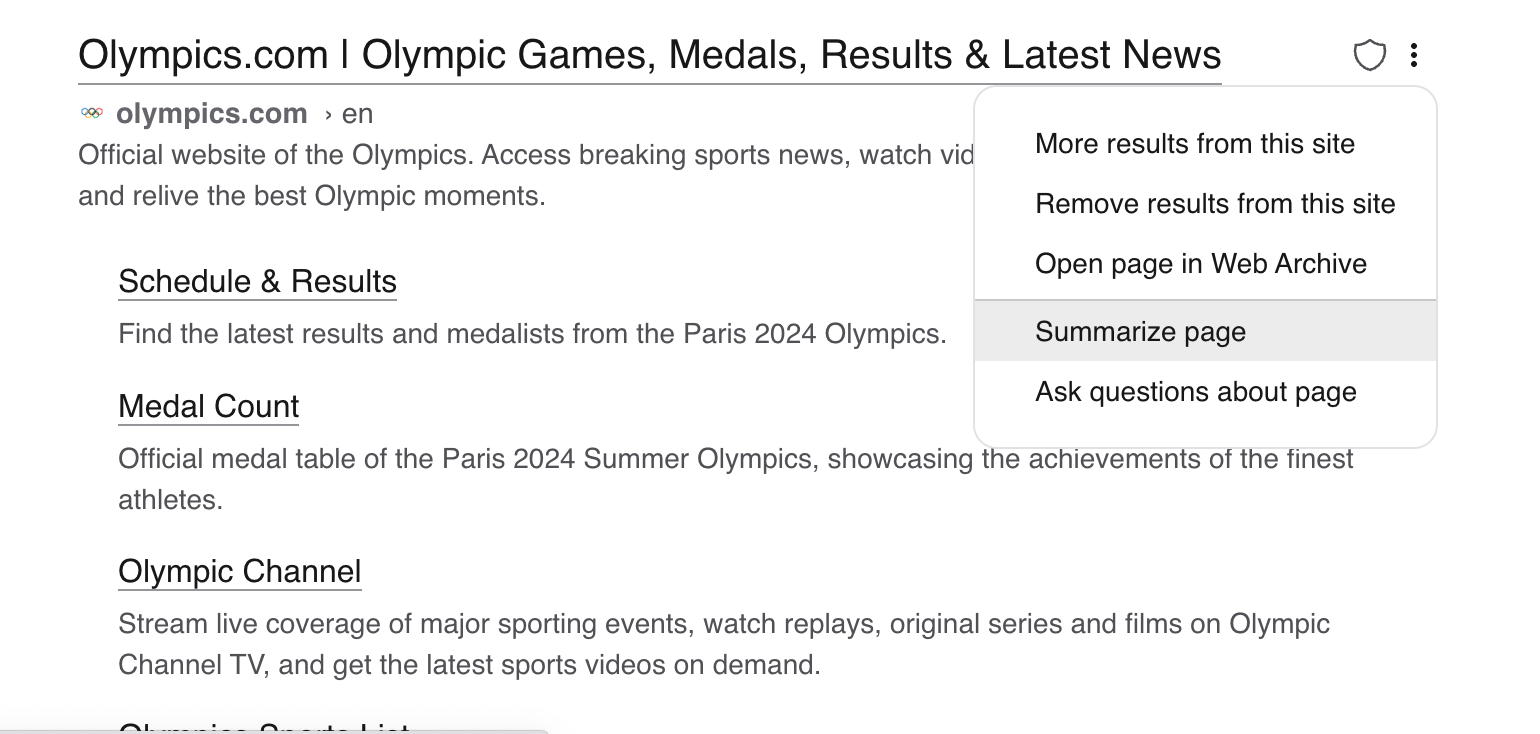 Olympics.com | Olympic Games, Medals, Results & Latest News
olympics.com › en
Official website of the Olympics. Access breaking sports news, watch
and relive the best Olympic moments.
More results from this site
Remove results from this site
Open page in Web Archive
Summarize page
Ask questions about page
Schedule & Results
Find the latest results and medalists from the Paris 2024 Olympics.
Medal Count
Official medal table of the Paris 2024 Summer Olympics, showcasing the achievements of the finest
athletes.
Olympic Channel
Stream live coverage of major sporting events, watch replays, original series and films on Olympic
Channel TV, and get the latest sports videos on demand.
Olympics Sports List